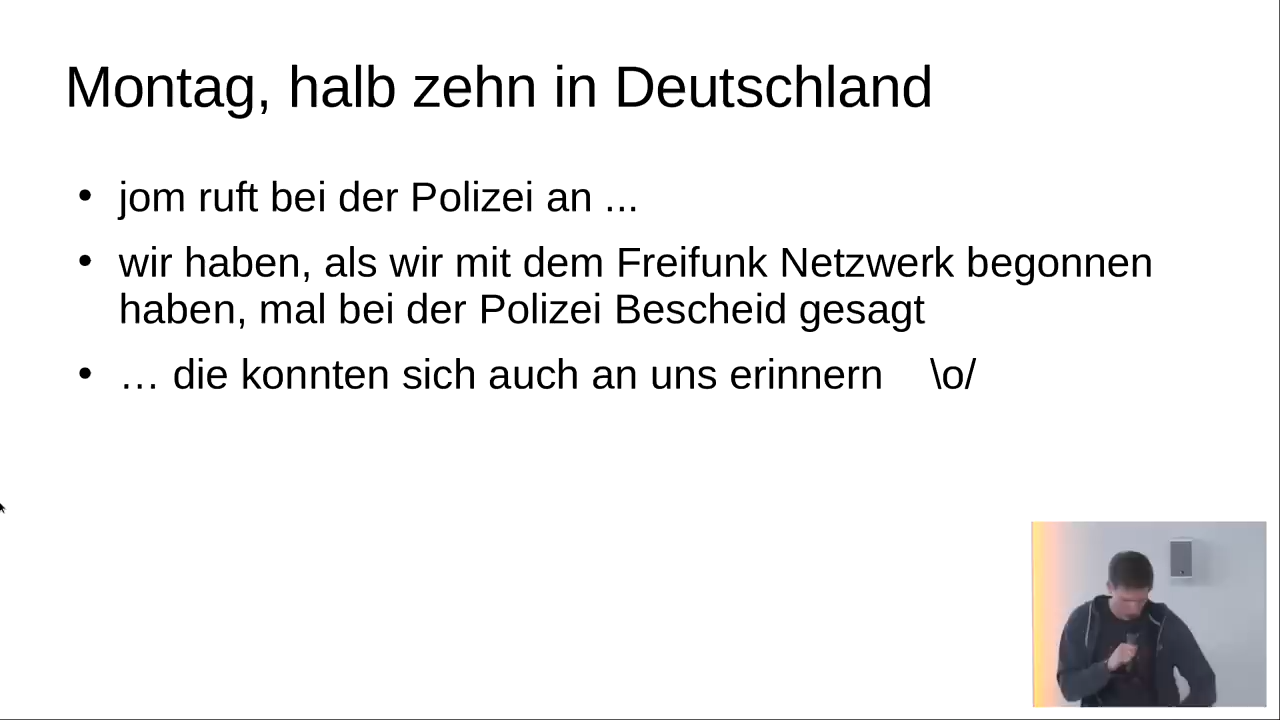 Montag, halb zehn in Deutschland
• jom ruft bei der Polizei an ...
• wir haben, als wir mit dem Freifunk Netzwerk begonnen
haben, mal bei der Polizei Bescheid gesagt
• … die konnten sich auch an uns erinnern \o/